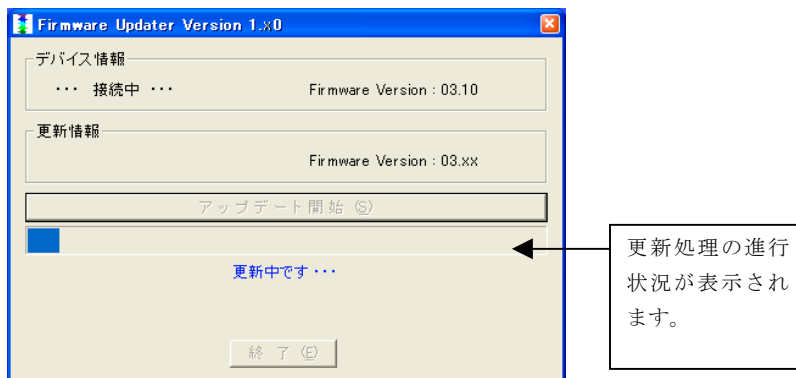 Firmware Updater Version 1.x0
デバイス情報
･･･ 接続中 ･･･ Firmware Version : 03.10
更新情報
Firmware Version : 03.xx
アップデート開始 (S)
更新中です･･･
終 了 (E)
更新処理の進行
状況が表示され
ます。